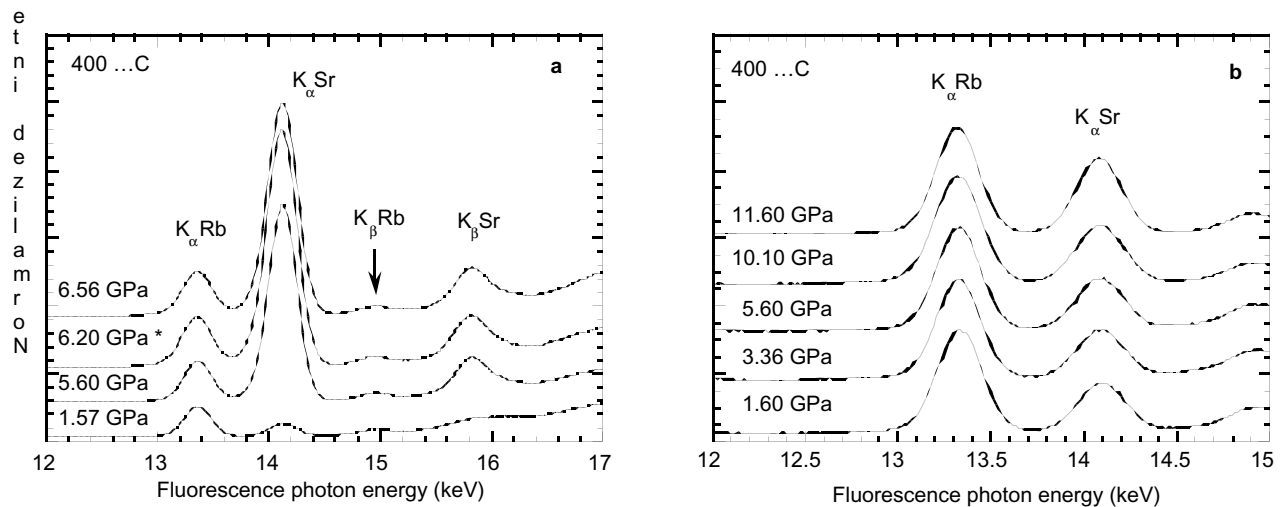 Normalized inte
400 ...C
a
KαSr
KαRb
KβRb
KβSr
6.56 GPa
6.20 GPa *
5.60 GPa
1.57 GPa
12 13 14 15 16 17
Fluorescence photon energy (keV)
400 ...C
b
KαRb
KαSr
11.60 GPa
10.10 GPa
5.60 GPa
3.36 GPa
1.60 GPa
12 12.5 13 13.5 14 14.5 15
Fluorescence photon energy (keV)